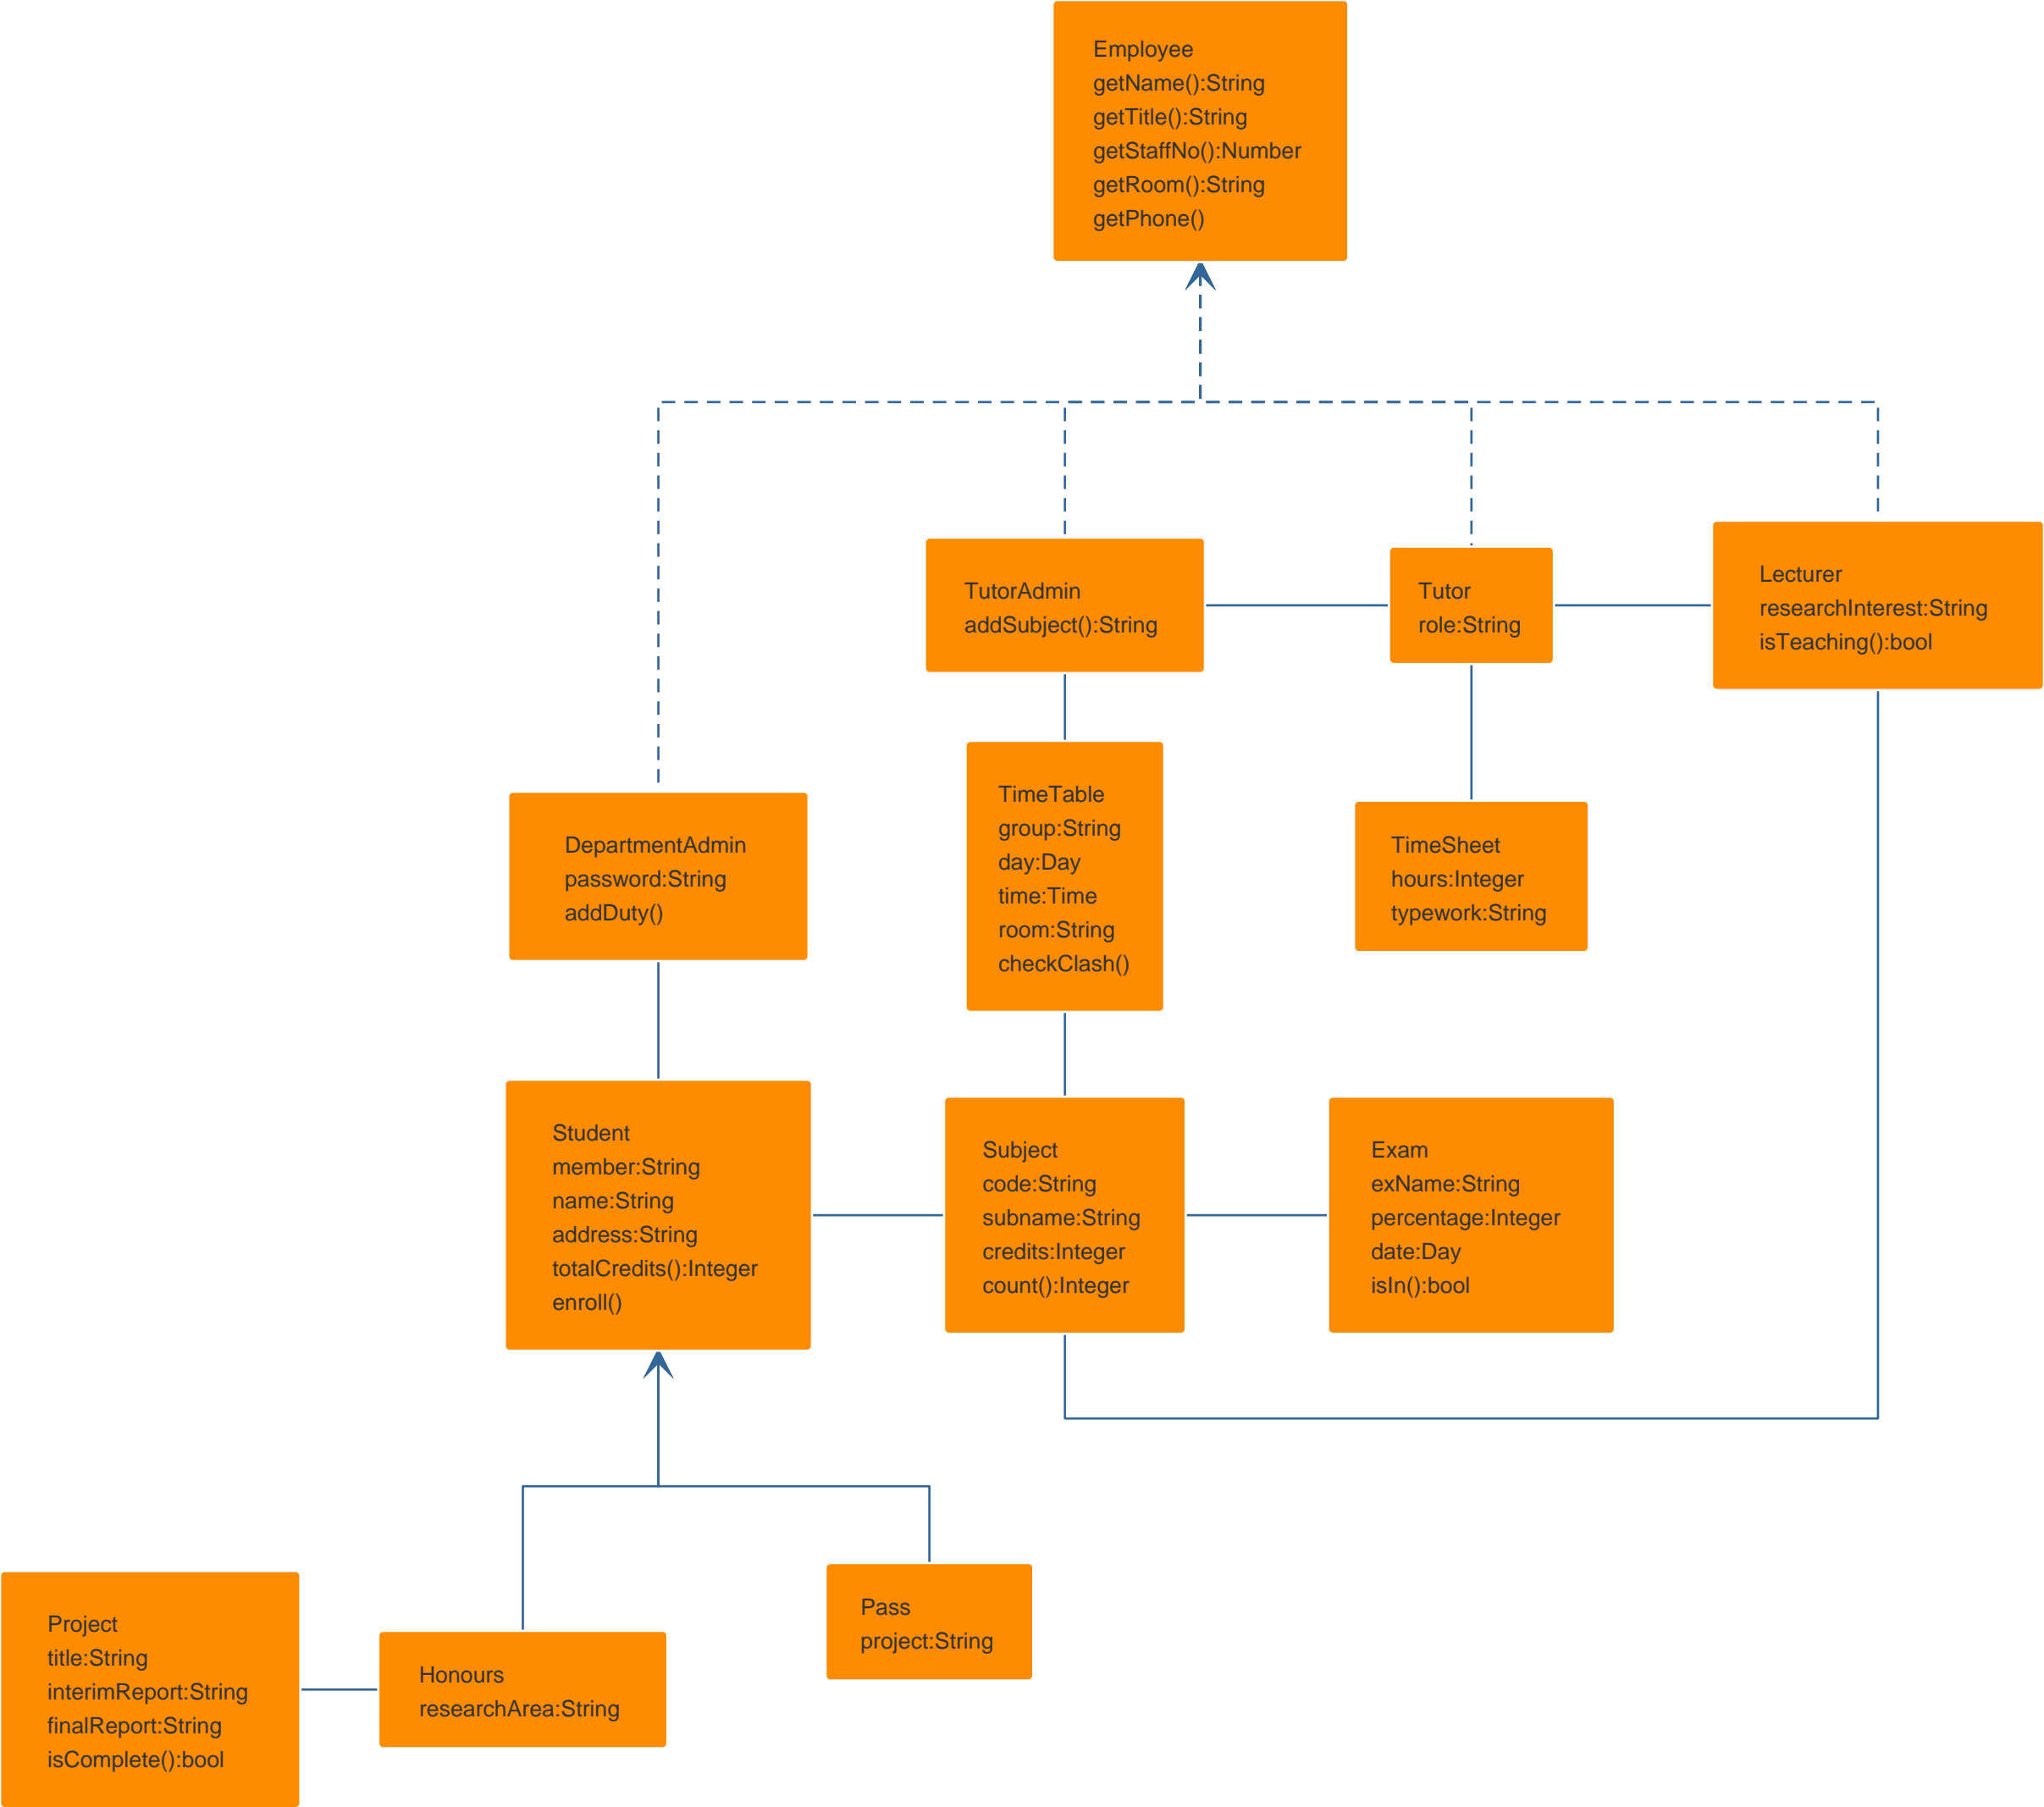 Employee
getName():String
getTitle():String
getStaffNo():Number
getRoom():String
getPhone()
TutorAdmin
addSubject():String
Tutor
role:String
Lecturer
researchInterest:String
isTeaching():bool
DepartmentAdmin
password:String
addDuty()
TimeTable
group:String
day:Day
time:Time
room:String
checkClash()
TimeSheet
hours:Integer
typework:String
Student
member:String
name:String
address:String
totalCredits():Integer
enroll()
Subject
code:String
subname:String
credits:Integer
count():Integer
Exam
exName:String
percentage:Integer
date:Day
isIn():bool
Project
title:String
interimReport:String
finalReport:String
isComplete():bool
Honours
researchArea:String
Pass
project:String